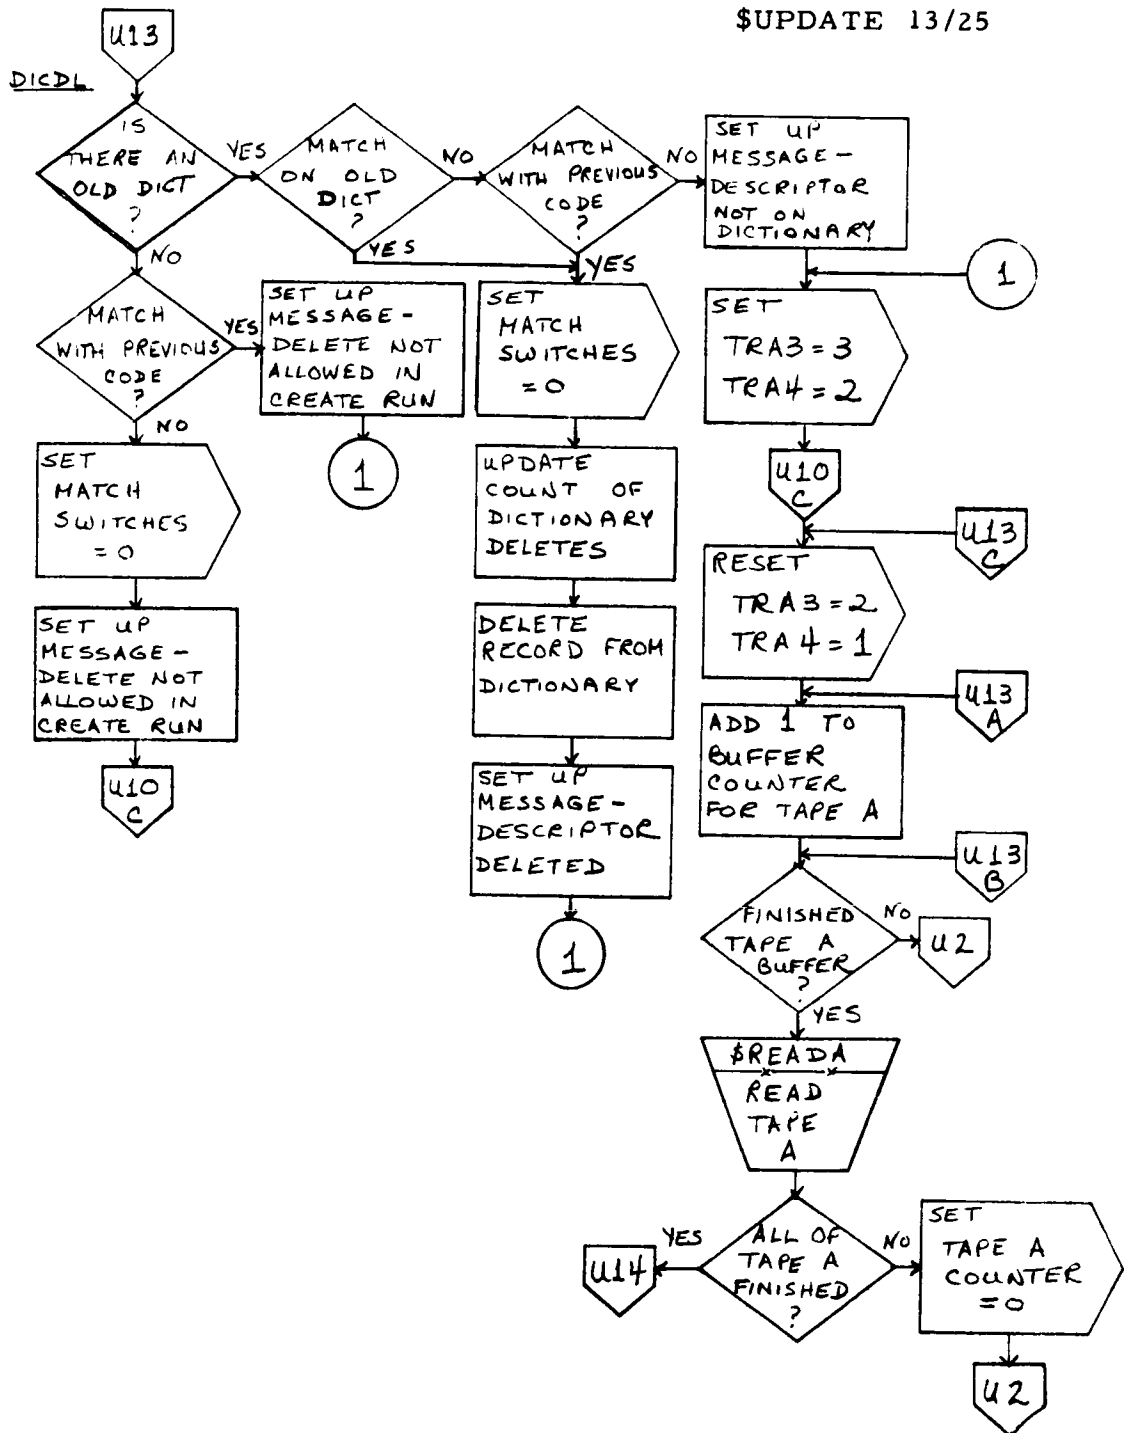 $UPDATE 13/25
U13
DICDL
IS
THERE AN
OLD DICT
?
YES
NO
MATCH
ON OLD
DICT
?
NO
YES
MATCH
WITH PREVIOUS
CODE
?
NO
YES
SET UP
MESSAGE-
DESCRIPTOR
NOT ON
DICTIONARY
1
MATCH
WITH PREVIOUS
CODE
?
YES
NO
SET UP
MESSAGE-
DELETE NOT
ALLOWED IN
CREATE RUN
1
SET
MATCH
SWITCHES
= 0
SET
TRA3 = 3
TRA4 = 2
U10
C
SET
MATCH
SWITCHES
= 0
SET UP
MESSAGE-
DELETE NOT
ALLOWED IN
CREATE RUN
U10
C
UPDATE
COUNT OF
DICTIONARY
DELETES
DELETE
RECORD FROM
DICTIONARY
SET UP
MESSAGE-
DESCRIPTOR
DELETED
1
U13
C
RESET
TRA3 = 2
TRA4 = 1
U13
A
ADD 1 TO
BUFFER
COUNTER
FOR TAPE A
U13
B
FINISHED
TAPE A
BUFFER
?
NO
U2
YES
$READA
READ
TAPE
A
ALL OF
TAPE A
FINISHED
?
YES
U14
NO
SET
TAPE A
COUNTER
= 0
U2